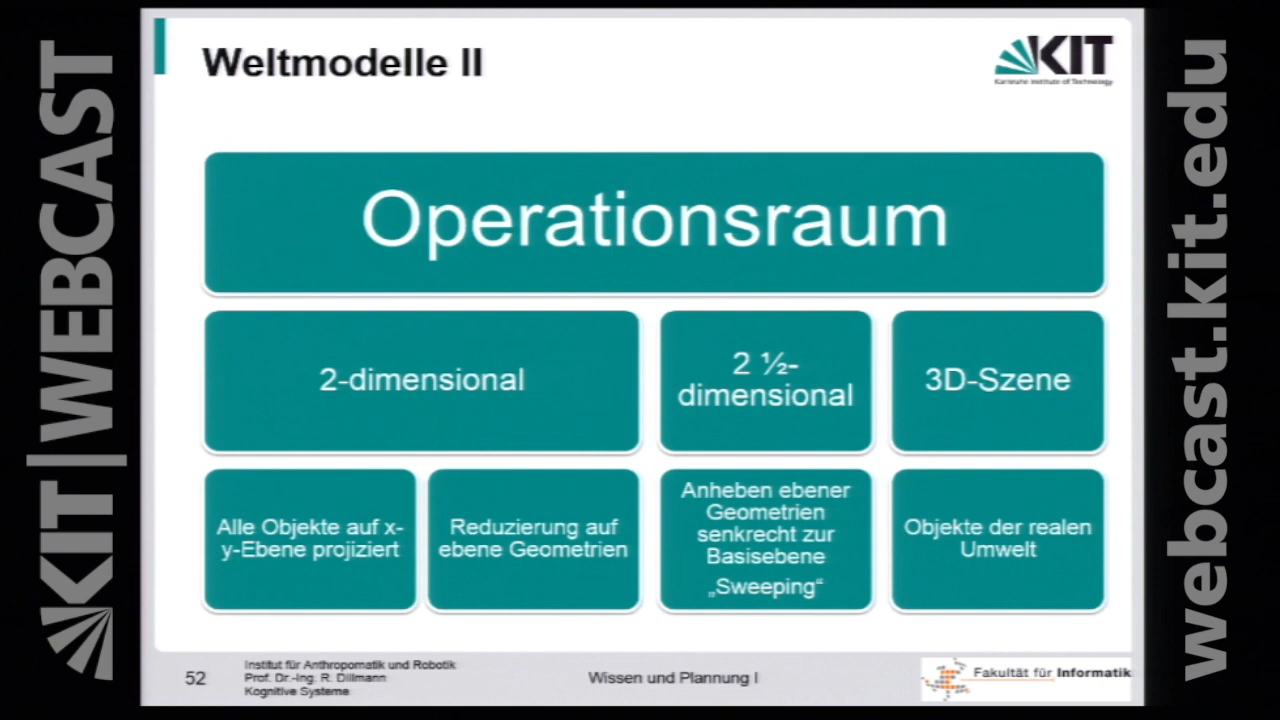 KIT | WEBCAST
Weltmodelle II
KIT
Karlsruhe Institute of Technology
Operationsraum
2-dimensional
2 ½-
dimensional
3D-Szene
Alle Objekte auf x-
y-Ebene projiziert
Reduzierung auf
ebene Geometrien
Anheben ebener
Geometrien
senkrecht zur
Basisebene
„Sweeping“
Objekte der realen
Umwelt
52
Institut für Anthropomatik und Robotik
Prof. Dr.-Ing. R. Dillmann
Kognitive Systeme
Wissen und Plannung I
Fakultät für Informatik
webcast.kit.edu